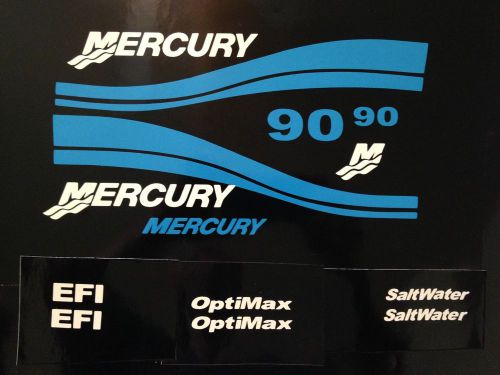 MERCURY
90 90
M
MERCURY
MERCURY
EFI
EFI
OptiMax
OptiMax
SaltWater
SaltWater